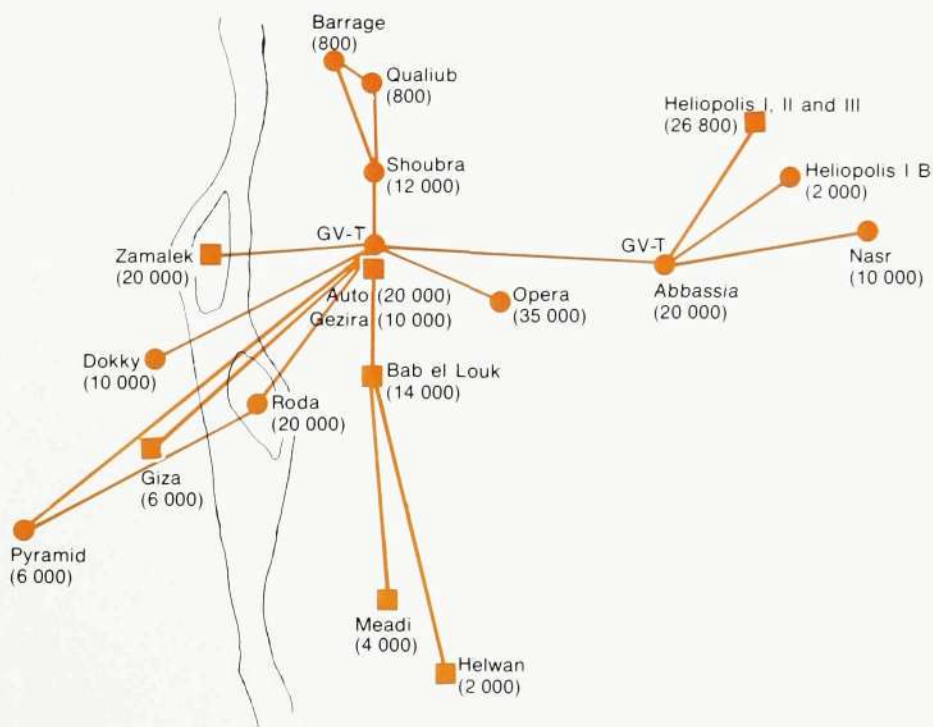 Barrage
(800)
Qualiub
(800)
Heliopolis I, II and III
(26 800)
Shoubra
(12 000)
Heliopolis I B
(2 000)
GV-T
Zamalek
(20 000)
GV-T
Nasr
(10 000)
Abbassia
(20 000)
Auto (20 000)
Gezira (10 000)
Opera
(35 000)
Dokky
(10 000)
Bab el Louk
(14 000)
Roda
(20 000)
Giza
(6 000)
Pyramid
(6 000)
Meadi
(4 000)
Helwan
(2 000)